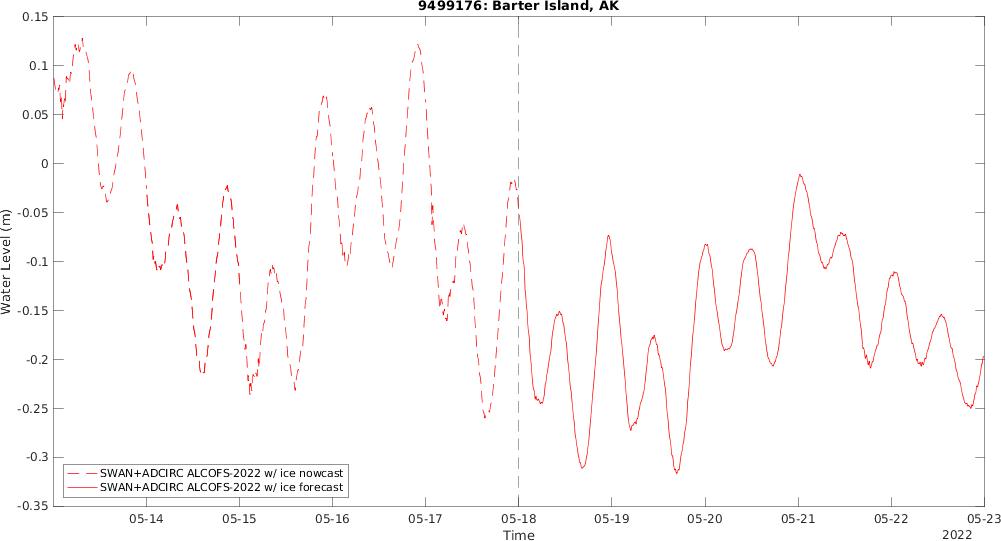 9499176: Barter Island, AK
0.15
0.1
0.05
0
-0.05
-0.1
-0.15
-0.2
-0.25
-0.3
-0.35
Water Level (m)
SWAN+ADCIRC ALCOFS-2022 w/ ice nowcast
SWAN+ADCIRC ALCOFS-2022 w/ ice forecast
05-14 05-15 05-16 05-17 05-18 05-19 05-20 05-21 05-22 05-23
Time
2022